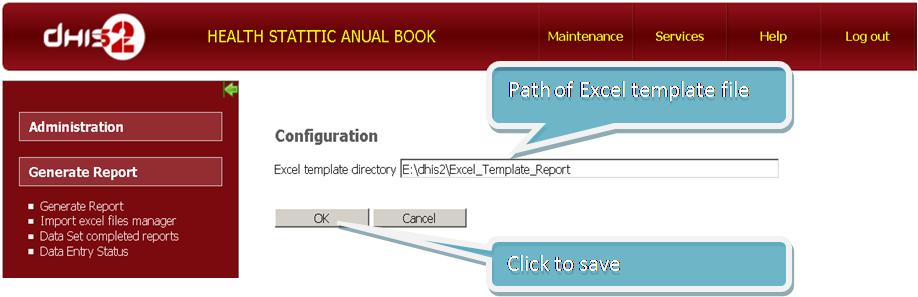 dhis2 HEALTH STATITIC ANUAL BOOK Maintenance Services Help Log out
Path of Excel template file
Administration
Configuration
Excel template directory E:\dhis2\Excel_Template_Report
Generate Report
Generate Report
Import excel files manager
Data Set completed reports
Data Entry Status
OK Cancel
Click to save